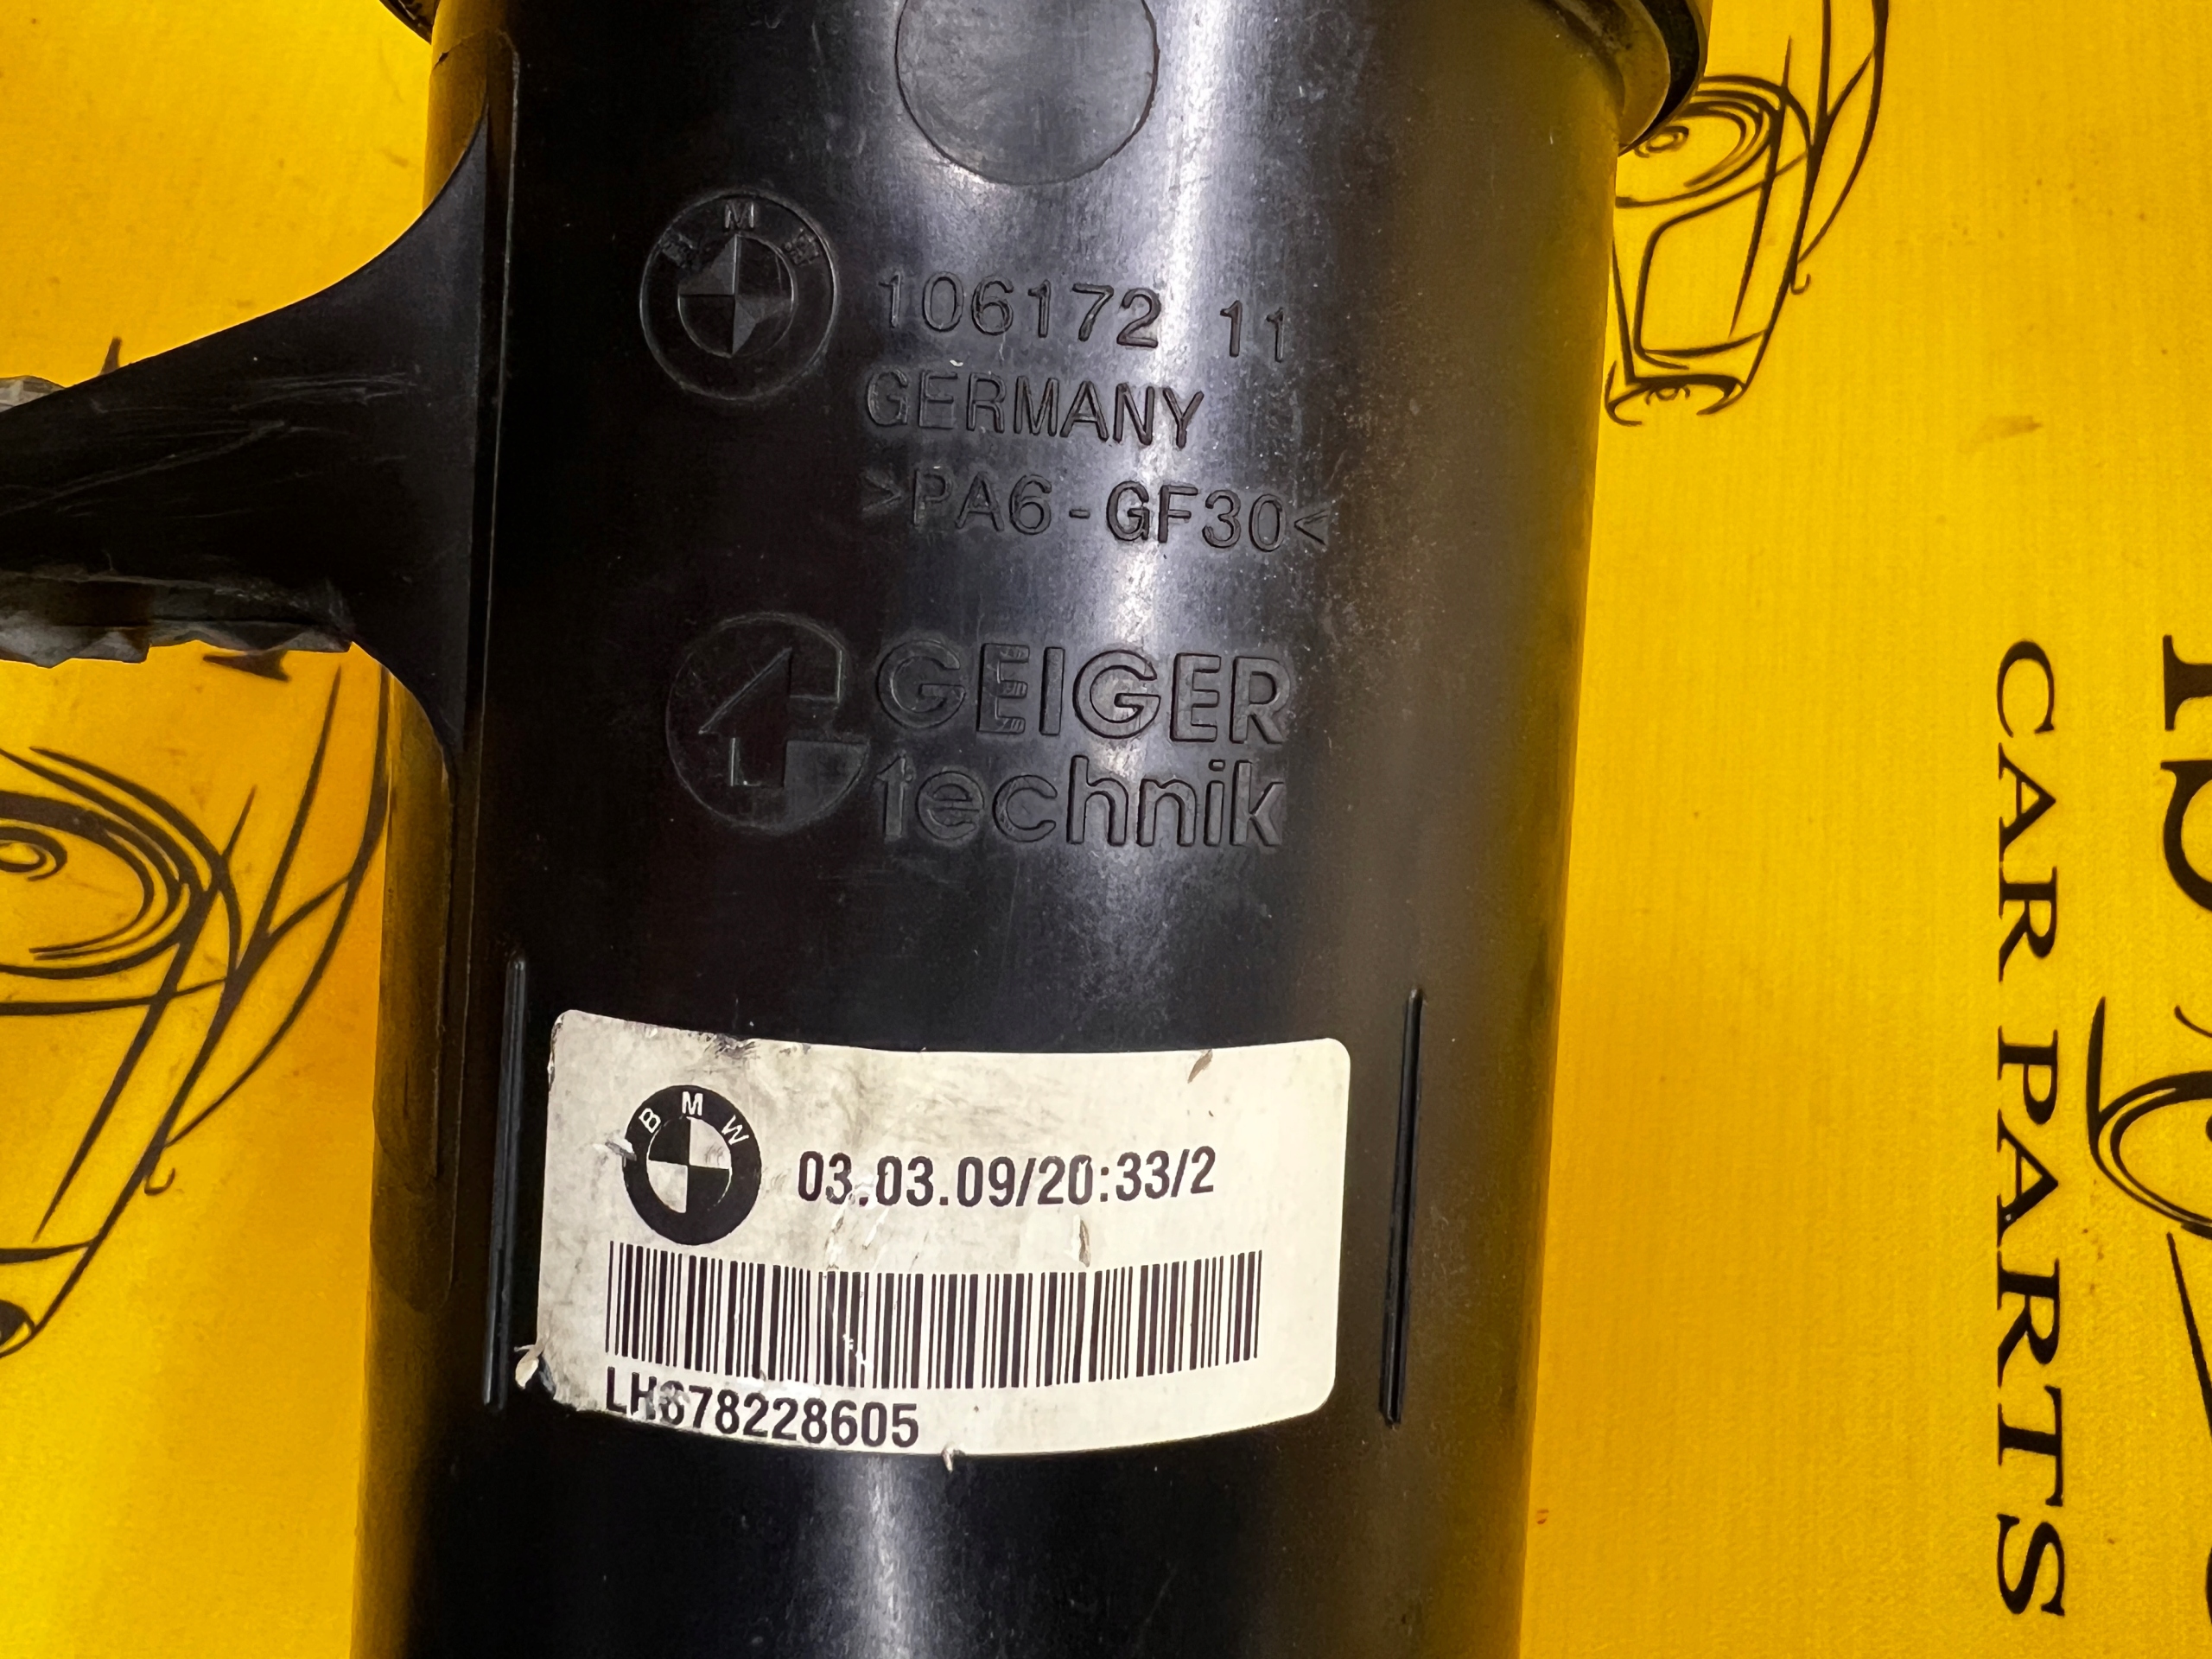 BMW
106172 11
GERMANY
>PA6-GF30<
GEIGER
technik
BMW
03.03.09/20:33/2
LH678228605
CAR PARTS